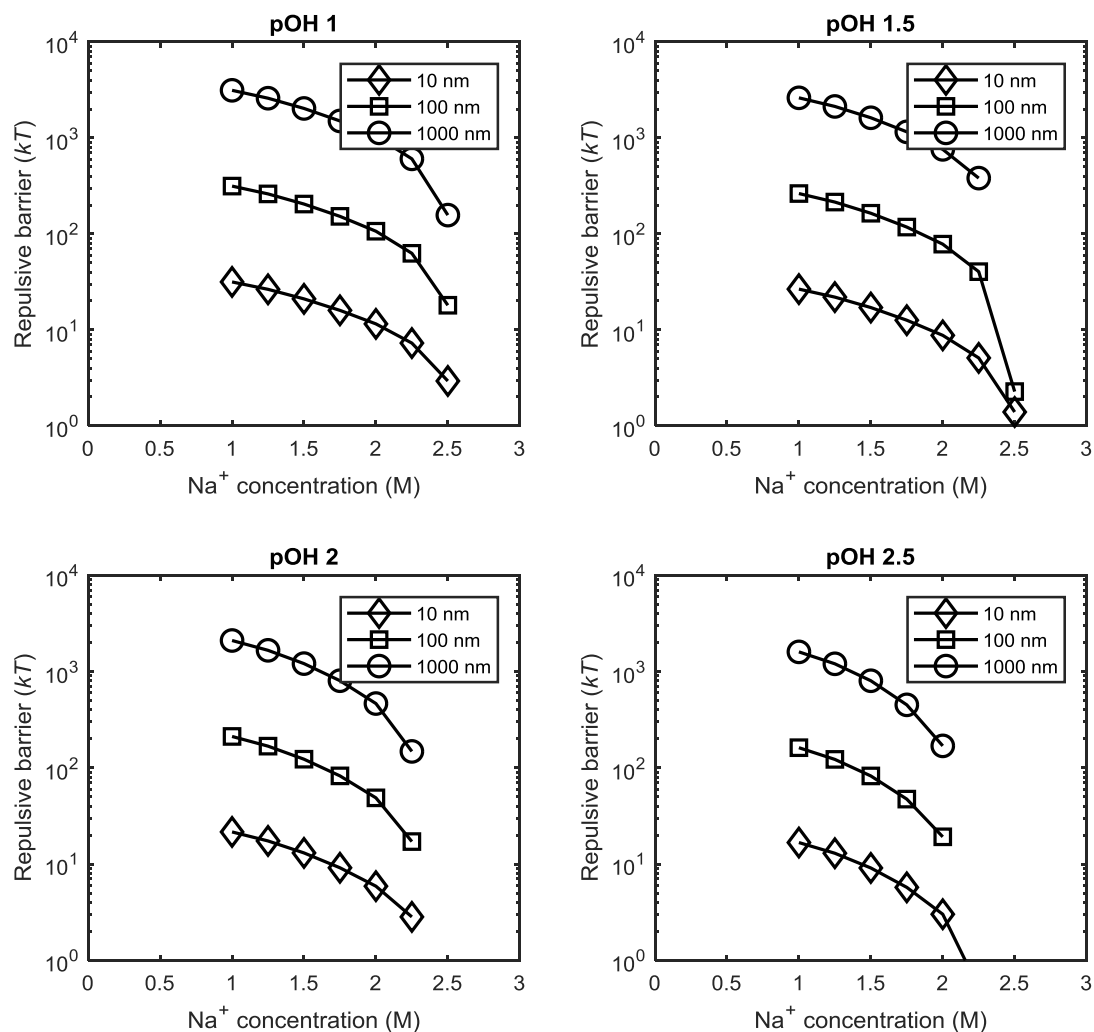 pOH 1
10^4
10^3
10^2
10^1
10^0
Repulsive barrier (kT)
10 nm
100 nm
1000 nm
0 0.5 1 1.5 2 2.5 3
Na+ concentration (M)
pOH 1.5
10^4
10^3
10^2
10^1
10^0
Repulsive barrier (kT)
10 nm
100 nm
1000 nm
0 0.5 1 1.5 2 2.5 3
Na+ concentration (M)
pOH 2
10^4
10^3
10^2
10^1
10^0
Repulsive barrier (kT)
10 nm
100 nm
1000 nm
0 0.5 1 1.5 2 2.5 3
Na+ concentration (M)
pOH 2.5
10^4
10^3
10^2
10^1
10^0
Repulsive barrier (kT)
10 nm
100 nm
1000 nm
0 0.5 1 1.5 2 2.5 3
Na+ concentration (M)